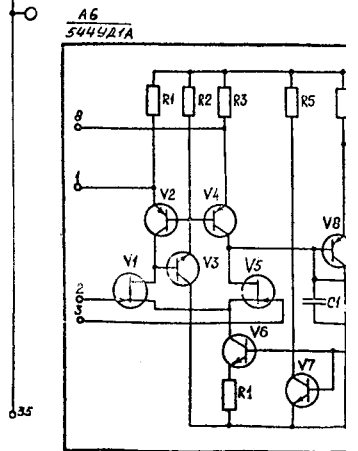 A6
544УД1А
R1 R2 R3 R5
8
1
V2 V4
V8
V1 V3 V5
2
3
C1
V6
V7
R1
35